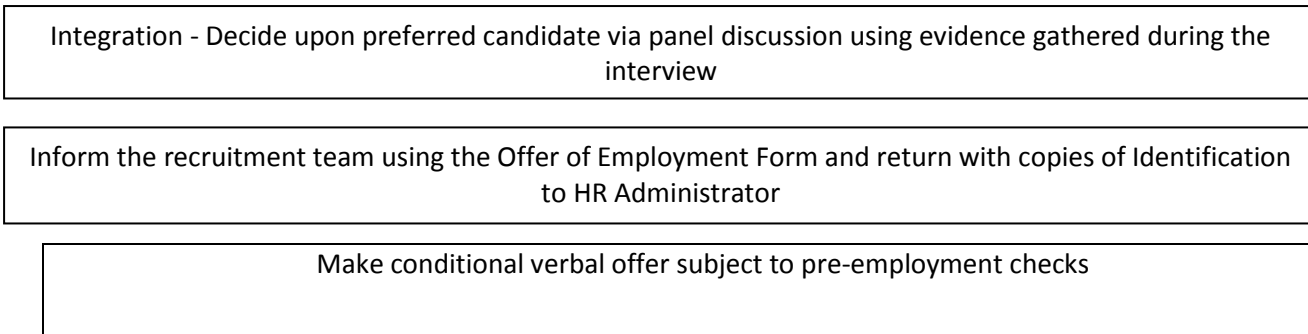 Integration - Decide upon preferred candidate via panel discussion using evidence gathered during the
interview
Inform the recruitment team using the Offer of Employment Form and return with copies of Identification
to HR Administrator
Make conditional verbal offer subject to pre-employment checks